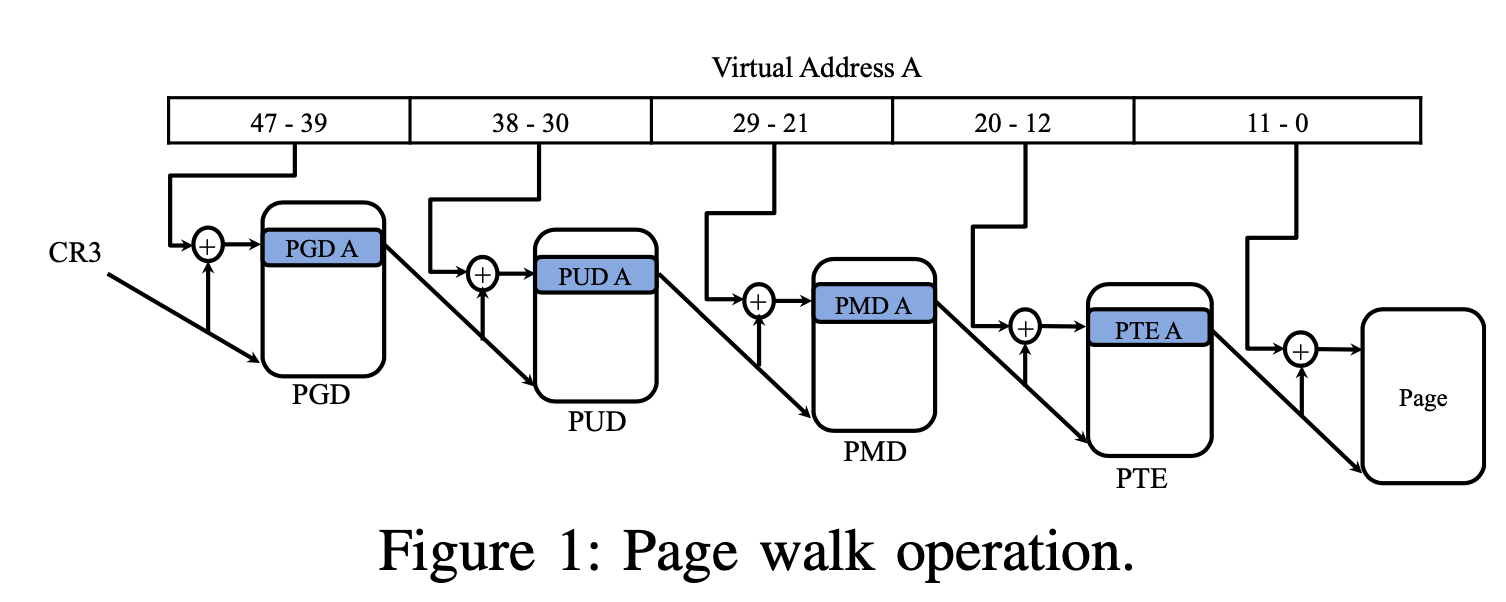 Virtual Address A
47 - 39
38 - 30
29 - 21
20 - 12
11 - 0
CR3
+
PGD A
PGD
+
PUD A
PUD
+
PMD A
PMD
+
PTE A
PTE
+
Page
Figure 1: Page walk operation.